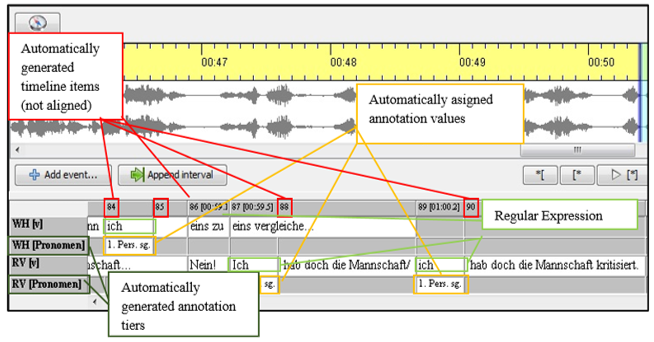 Automatically
generated
timeline items
(not aligned)
00:47
00:48
00:49
00:50
Automatically asigned
annotation values
Add event...
Append interval
*[
[*
[*]
84
85
86 [00:59.]
87 [00:59.5]
88
89 [01:00.2]
90
Regular Expression
WH [v]
nn
ich
eins zu
eins vergleiche...
WH [Pronomen]
1. Pers. sg.
RV [v]
nschaft...
Nein!
Ich
hab doch die Mannschaft/
ich
hab doch die Mannschaft kritisiert.
RV [Pronomen]
sg.
1. Pers. sg.
Automatically
generated annotation
tiers